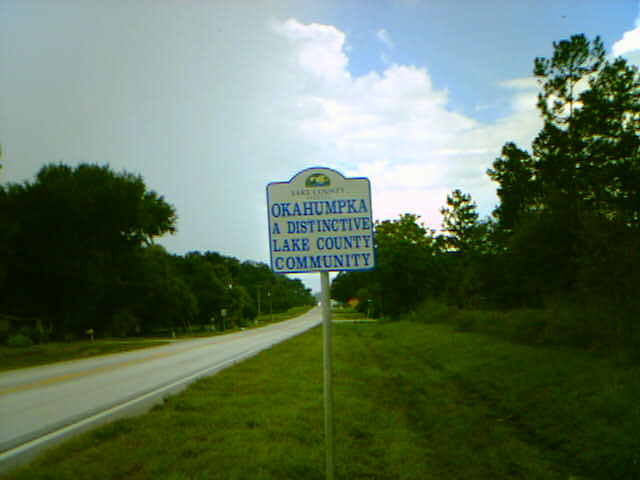 LAKE COUNTY
OKAHUMPKA
A DISTINCTIVE
LAKE COUNTY
COMMUNITY